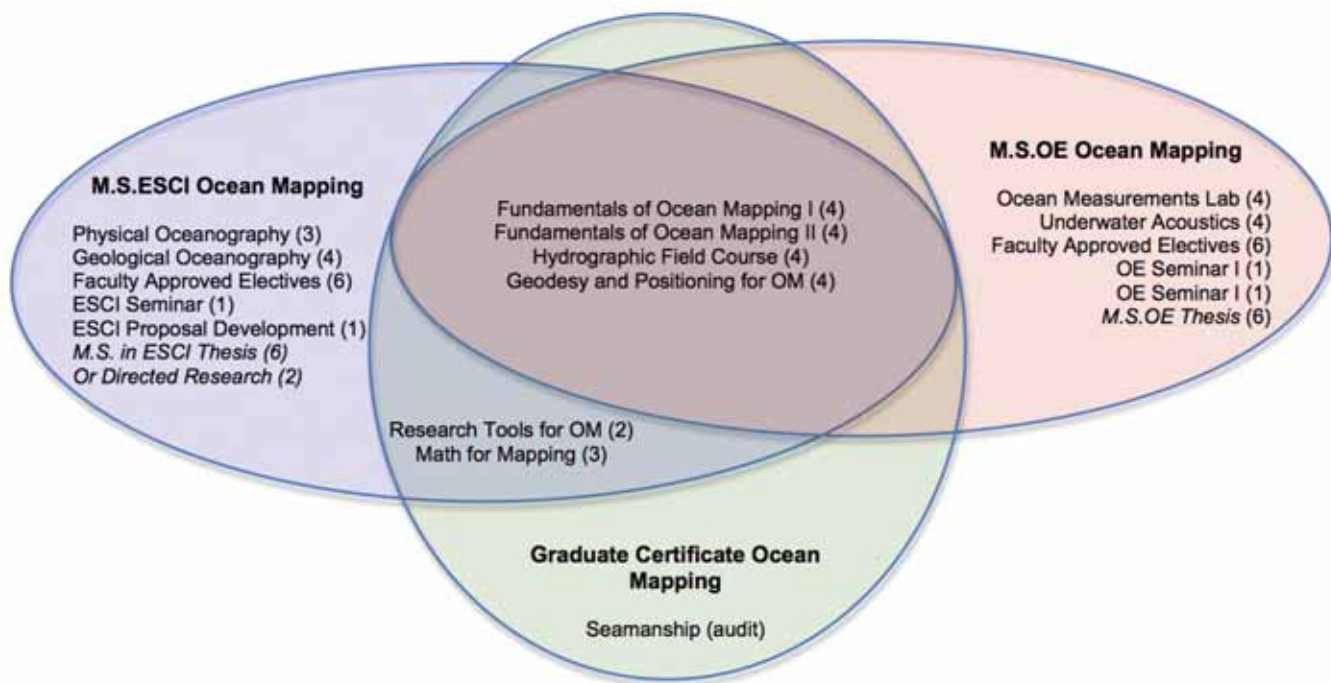 M.S.ESCI Ocean Mapping
Physical Oceanography (3)
Geological Oceanography (4)
Faculty Approved Electives (6)
ESCI Seminar (1)
ESCI Proposal Development (1)
M.S. in ESCI Thesis (6)
Or Directed Research (2)
Fundamentals of Ocean Mapping I (4)
Fundamentals of Ocean Mapping II (4)
Hydrographic Field Course (4)
Geodesy and Positioning for OM (4)
M.S.OE Ocean Mapping
Ocean Measurements Lab (4)
Underwater Acoustics (4)
Faculty Approved Electives (6)
OE Seminar I (1)
OE Seminar I (1)
M.S.OE Thesis (6)
Research Tools for OM (2)
Math for Mapping (3)
Graduate Certificate Ocean
Mapping
Seamanship (audit)